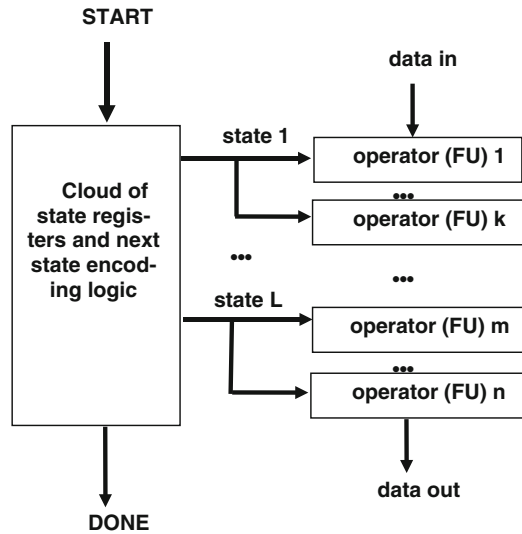 START
data in
state 1
operator (FU) 1
•••
Cloud of
state regis-
ters and next
state encod-
ing logic
operator (FU) k
•••
•••
state L
operator (FU) m
•••
operator (FU) n
data out
DONE